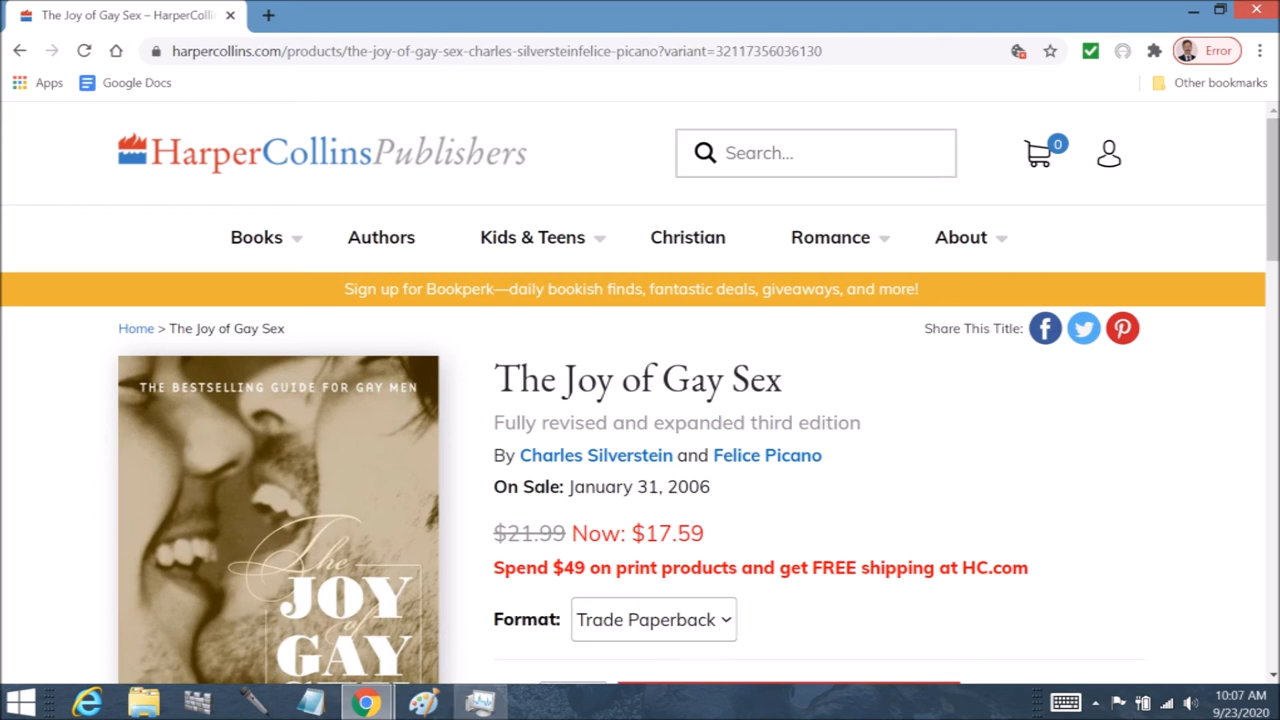 The Joy of Gay Sex – HarperColli
harpercollins.com/products/the-joy-of-gay-sex-charles-silversteinfelice-picano?variant=32117356036130
Error
Apps
Google Docs
Other bookmarks
HarperCollinsPublishers
Search...
0
Books
Authors
Kids & Teens
Christian
Romance
About
Sign up for Bookperk—daily bookish finds, fantastic deals, giveaways, and more!
Home > The Joy of Gay Sex
Share This Title:
THE BESTSELLING GUIDE FOR GAY MEN
The
JOY
of
GAY
The Joy of Gay Sex
Fully revised and expanded third edition
By Charles Silverstein and Felice Picano
On Sale: January 31, 2006
$21.99 Now: $17.59
Spend $49 on print products and get FREE shipping at HC.com
Format: Trade Paperback
10:07 AM
9/23/2020